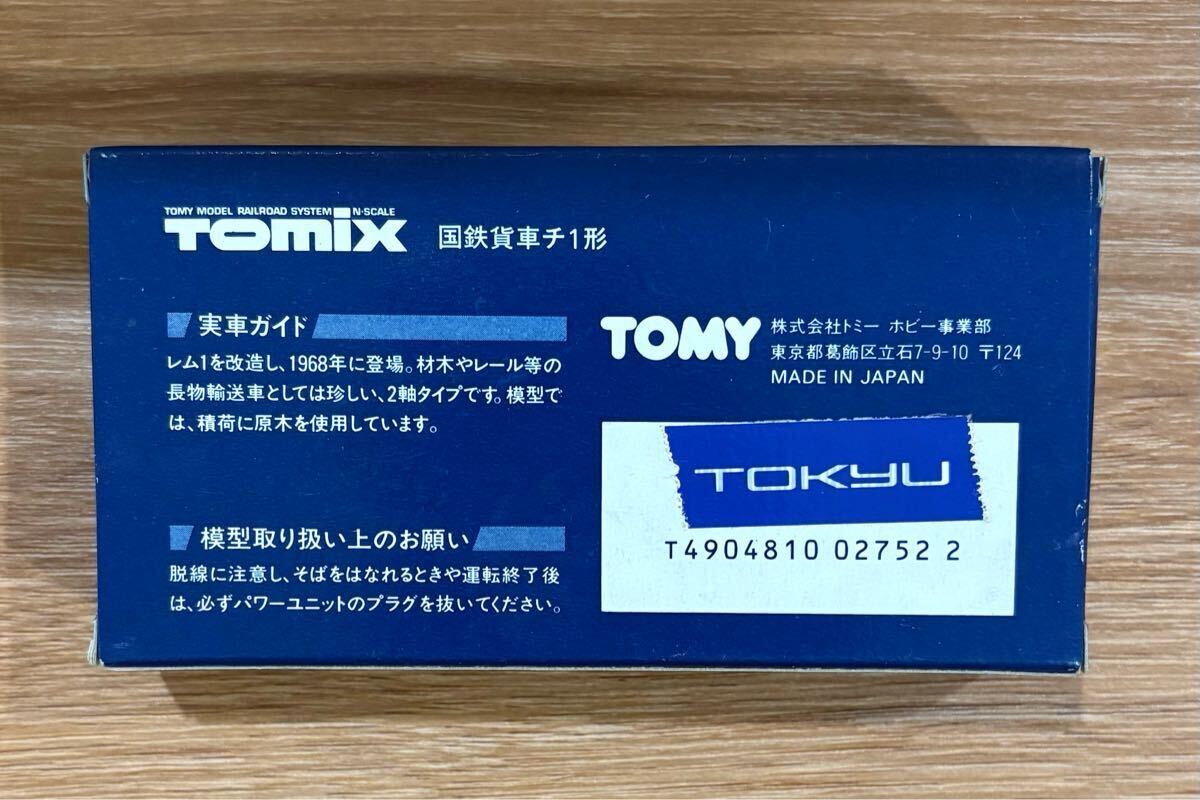 TOMY MODEL RAILROAD SYSTEM N-SCALE
TOMIX 国鉄貨車チ1形
実車ガイド
レム1を改造し、1968年に登場。材木やレール等の
長物輸送車としては珍しい、2軸タイプです。模型で
は、積荷に原木を使用しています。
模型取り扱い上のお願い
脱線に注意し、そばをはなれるときや運転終了後
は、必ずパワーユニットのプラグを抜いてください。
TOMY 株式会社トミー ホビー事業部
東京都葛飾区立石7-9-10 〒124
MADE IN JAPAN
TOKYU
T4904810 02752 2